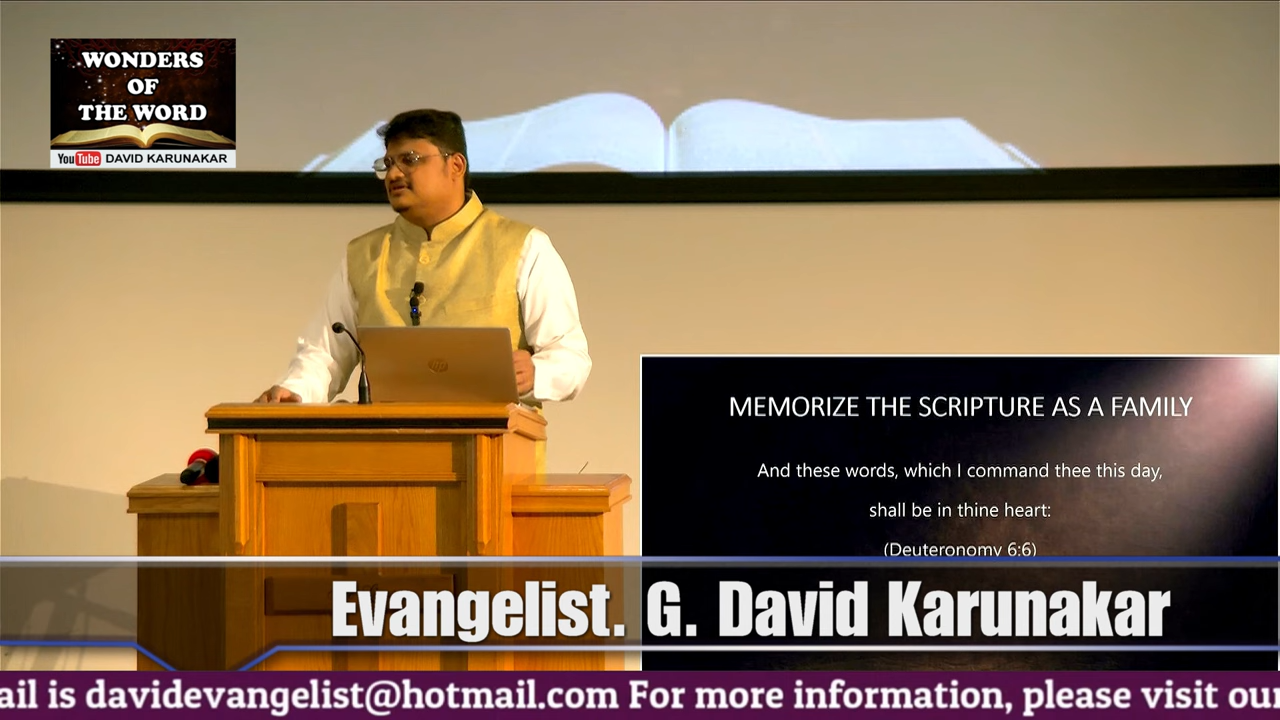 WONDERS
OF
THE WORD
YouTube DAVID KARUNAKAR
hp
MEMORIZE THE SCRIPTURE AS A FAMILY
And these words, which I command thee this day,
shall be in thine heart:
(Deuteronomy 6:6)
Evangelist. G. David Karunakar
ail is davidevangelist@hotmail.com For more information, please visit our